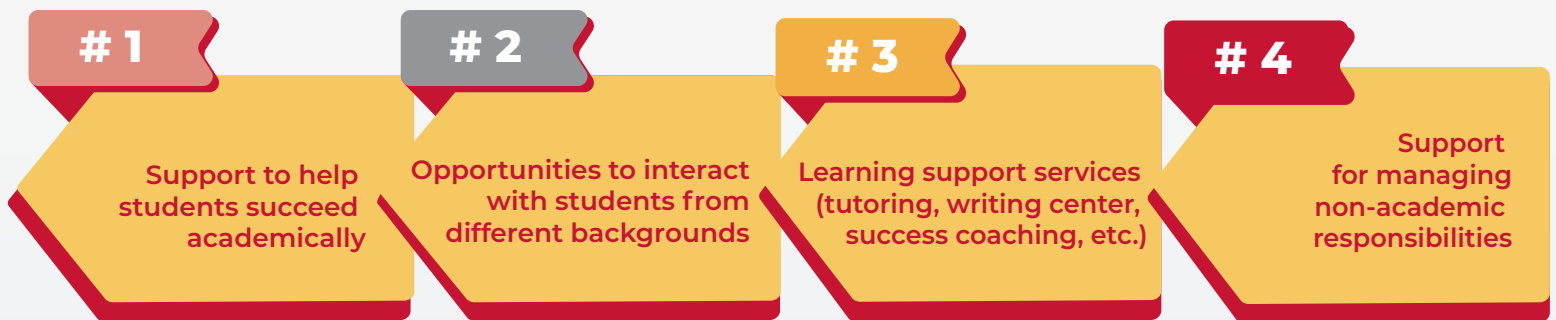 # 1
Support to help
students succeed
academically
# 2
Opportunities to interact
with students from
different backgrounds
# 3
Learning support services
(tutoring, writing center,
success coaching, etc.)
# 4
Support
for managing
non-academic
responsibilities